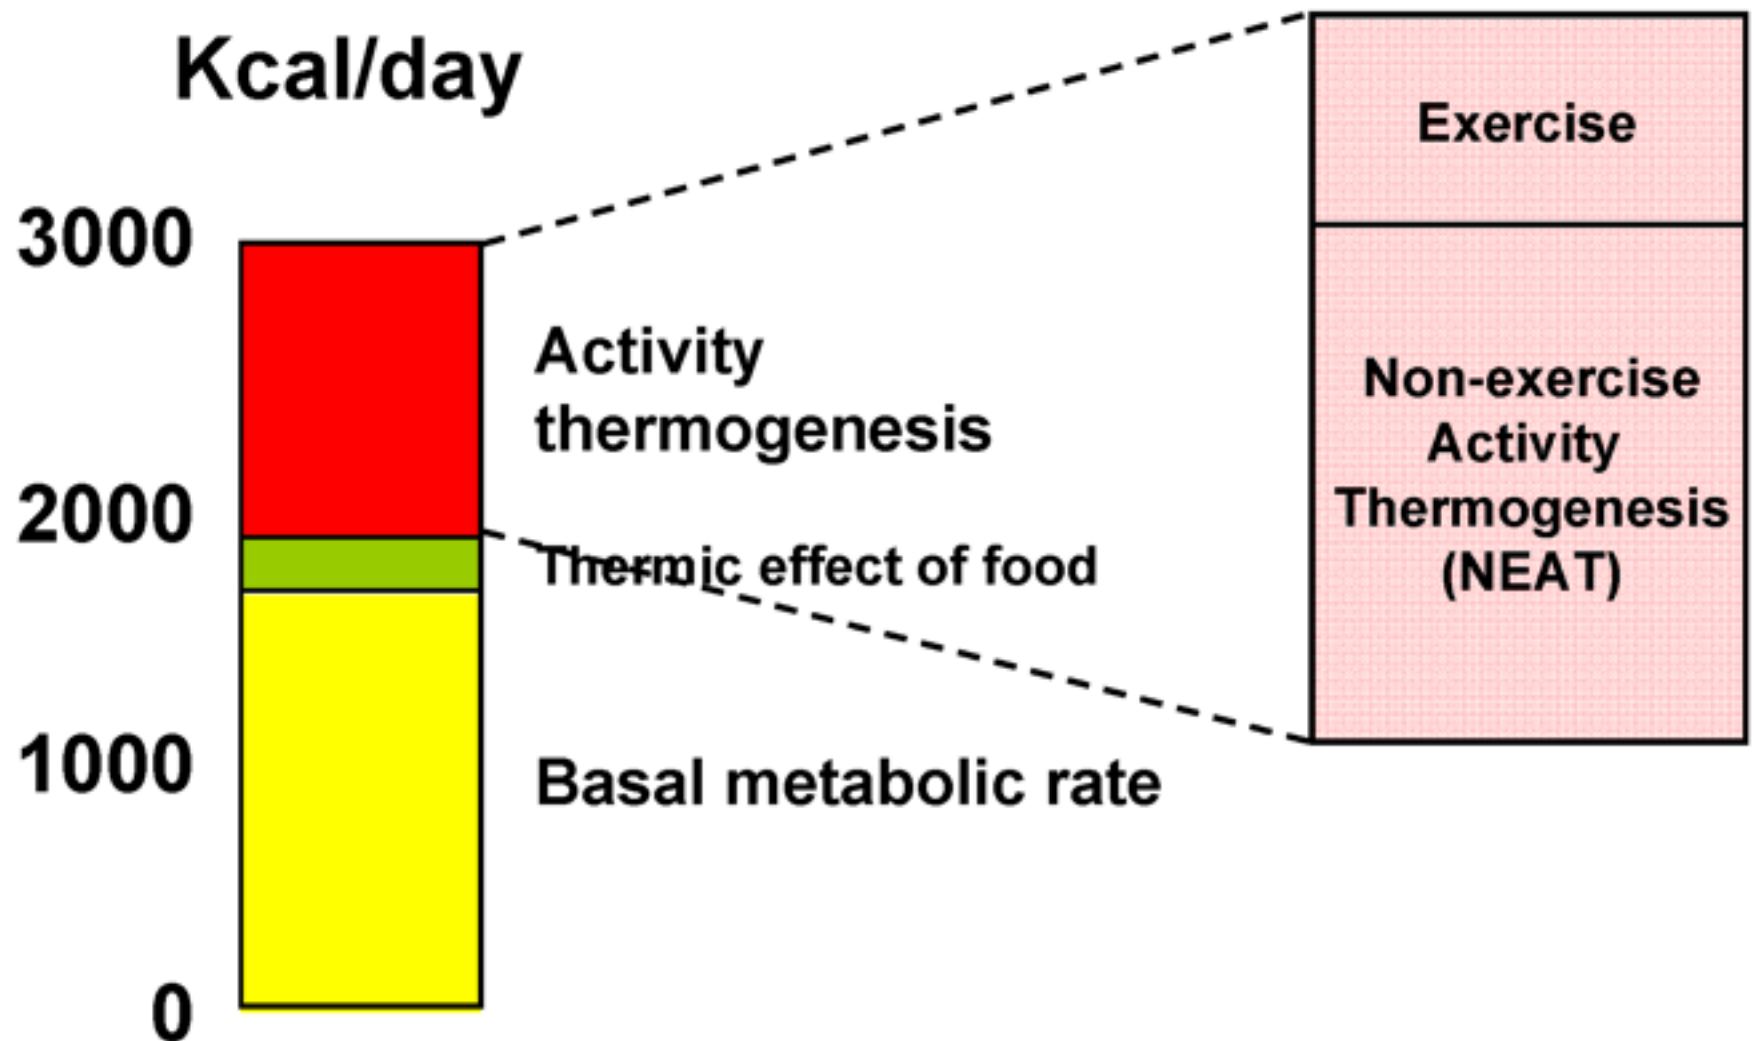 Kcal/day
3000
2000
1000
0
Activity
thermogenesis
Thermic effect of food
Basal metabolic rate
Exercise
Non-exercise
Activity
Thermogenesis
(NEAT)